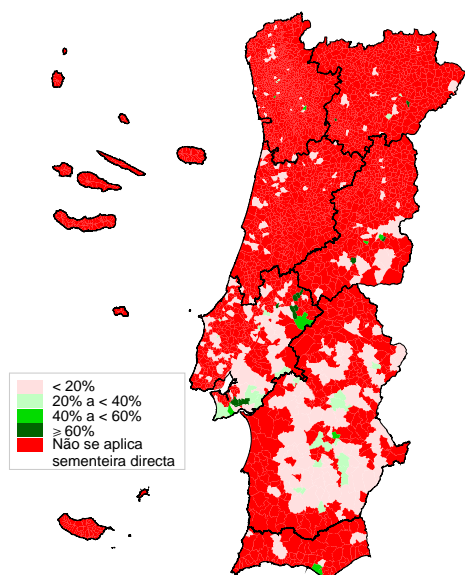 < 20%
20% a < 40%
40% a < 60%
≥ 60%
Não se aplica
sementeira directa